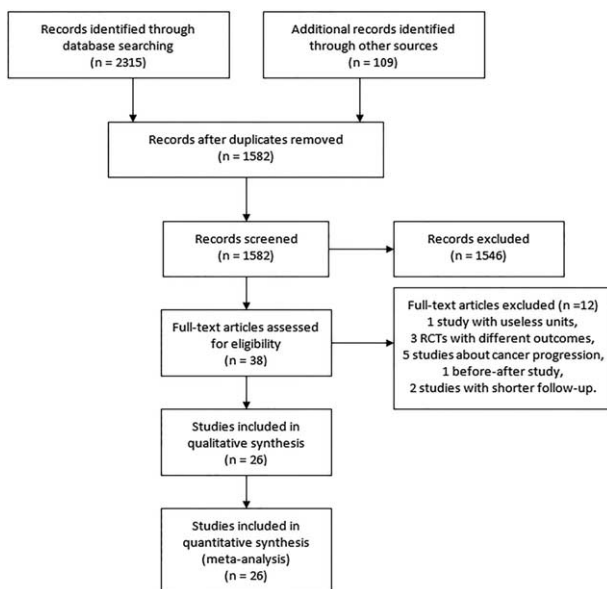 Records identified through
database searching
(n = 2315)
Additional records identified
through other sources
(n = 109)
Records after duplicates removed
(n = 1582)
Records screened
(n = 1582)
Records excluded
(n = 1546)
Full-text articles assessed
for eligibility
(n = 38)
Full-text articles excluded (n =12)
1 study with useless units,
3 RCTs with different outcomes,
5 studies about cancer progression,
1 before-after study,
2 studies with shorter follow-up.
Studies included in
qualitative synthesis
(n = 26)
Studies included in
quantitative synthesis
(meta-analysis)
(n = 26)